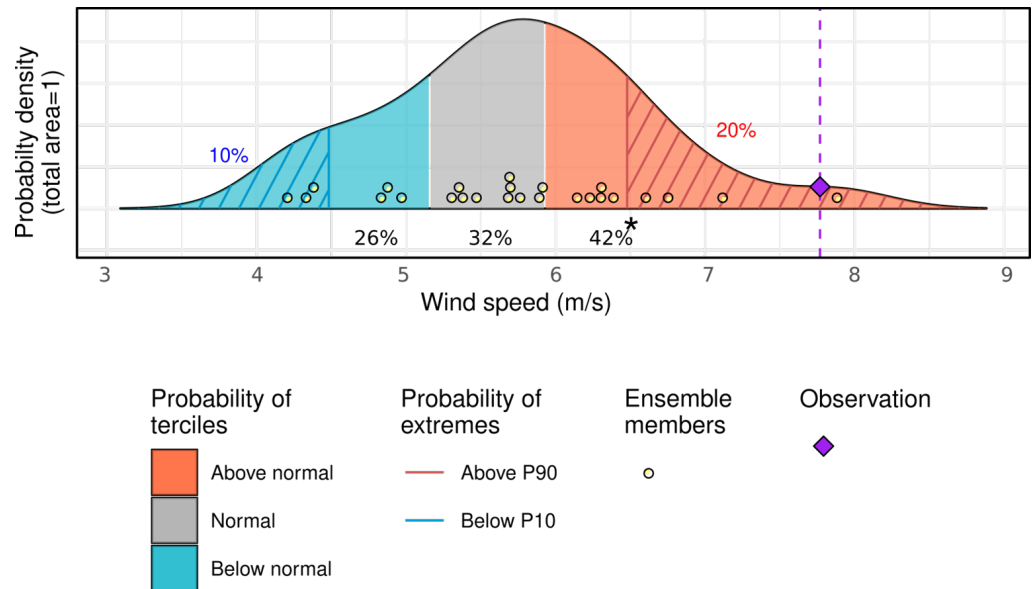 Probabilty density
(total area=1)
10%
20%
26%
32%
42%
*
3
4
5
6
7
8
9
Wind speed (m/s)
Probability of
terciles
Above normal
Normal
Below normal
Probability of
extremes
Above P90
Below P10
Ensemble
members
Observation